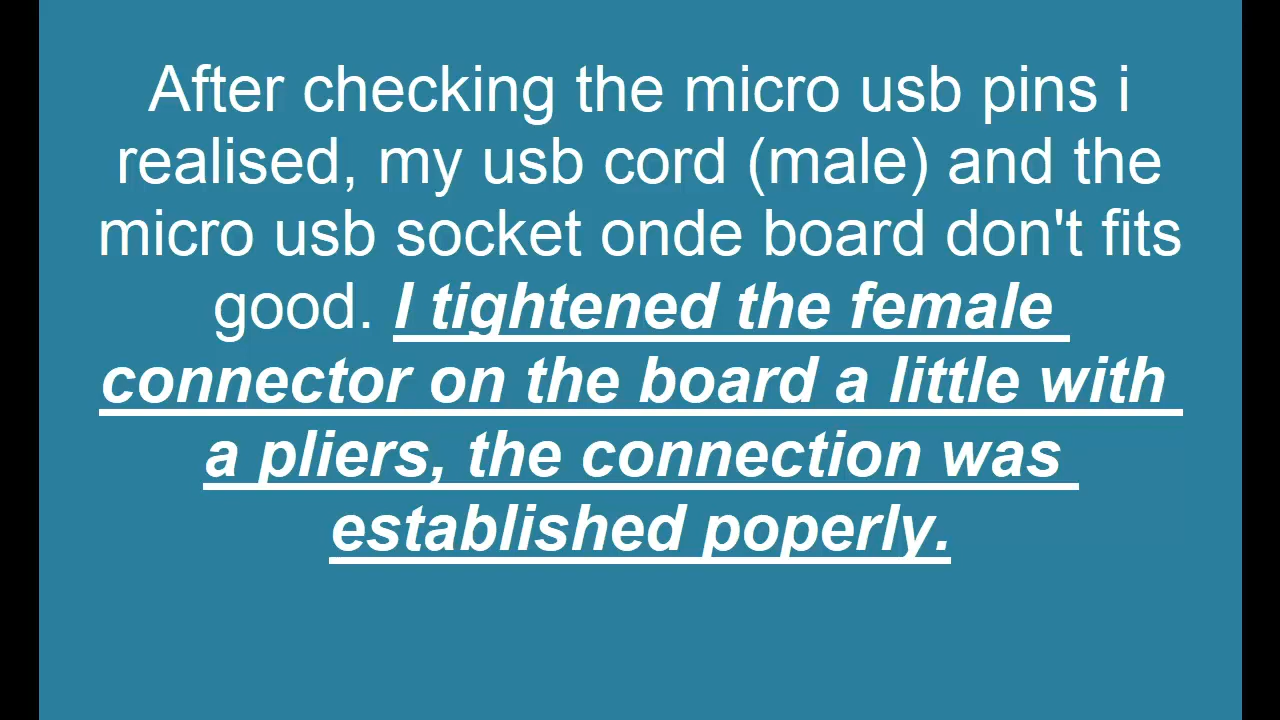 After checking the micro usb pins i
realised, my usb cord (male) and the
micro usb socket onde board don't fits
good. I tightened the female
connector on the board a little with
a pliers, the connection was
established poperly.